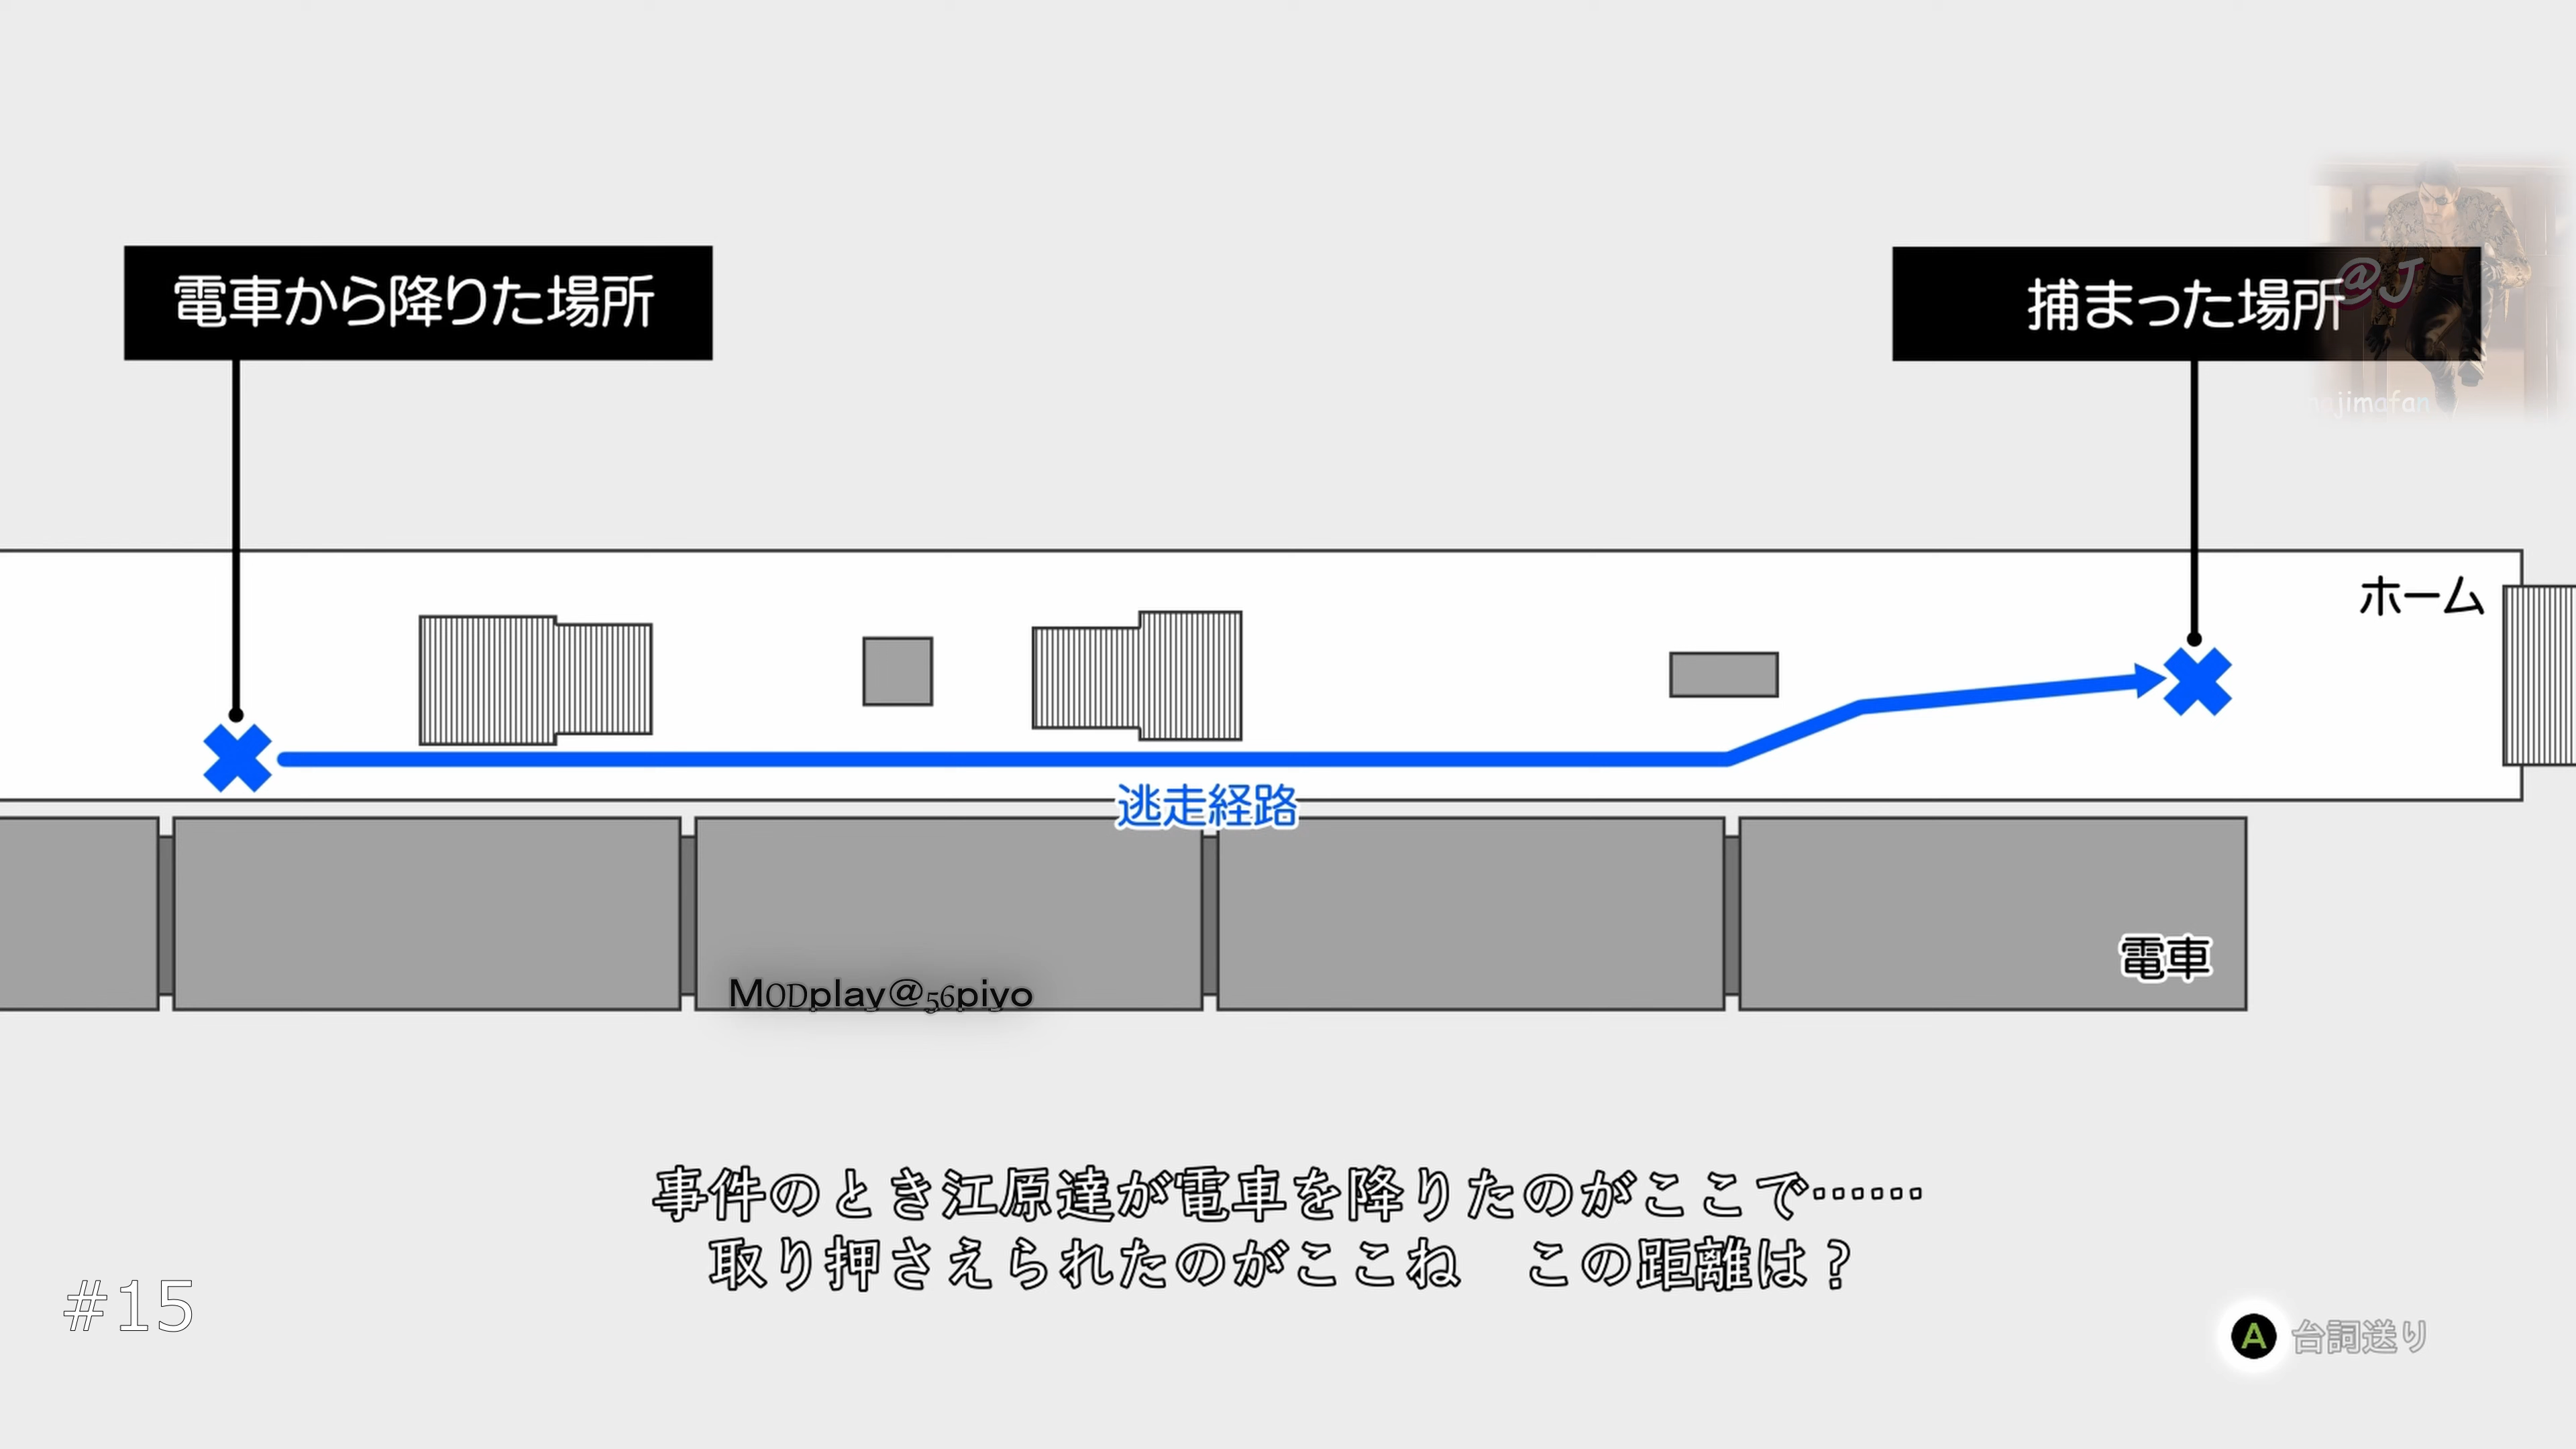 電車から降りた場所
捕まった場所
@J
jimafan
ホーム
逃走経路
電車
MODplay@56piyo
事件のとき江原達が電車を降りたのがここで……
取り押さえられたのがここね　この距離は？
#15
A 台詞送り